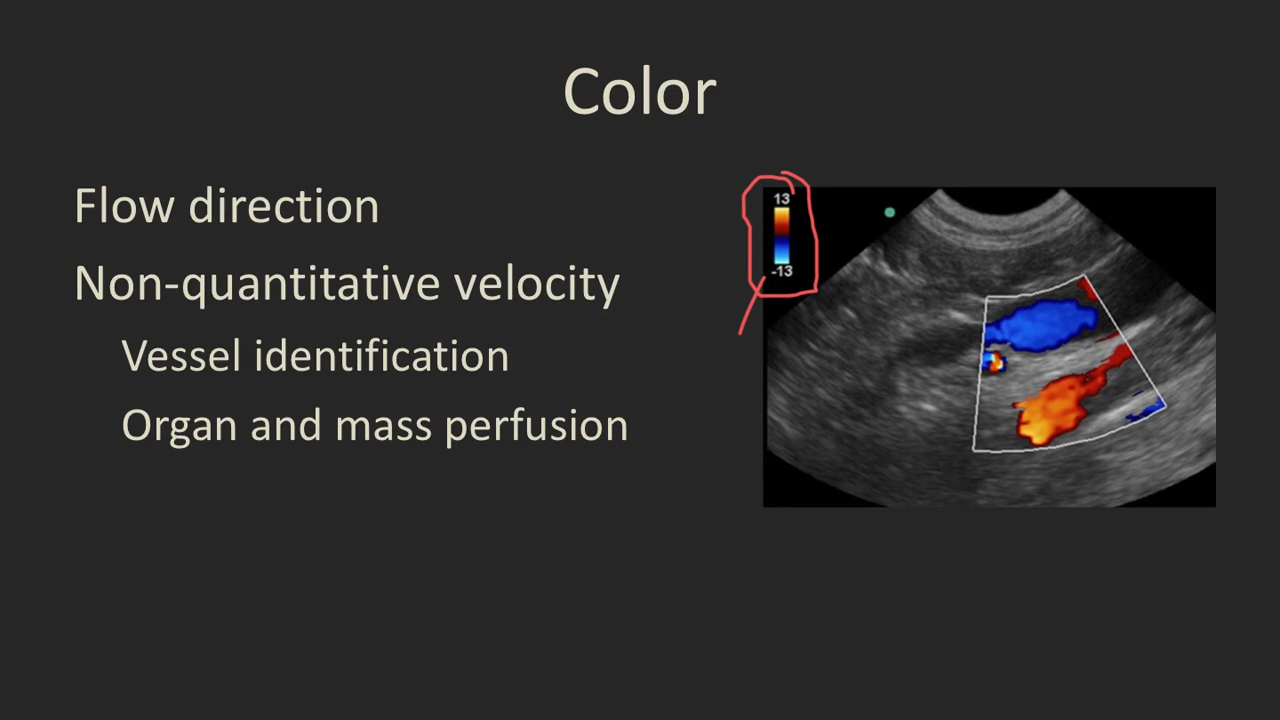 Color
Flow direction
Non-quantitative velocity
Vessel identification
Organ and mass perfusion
13
-13